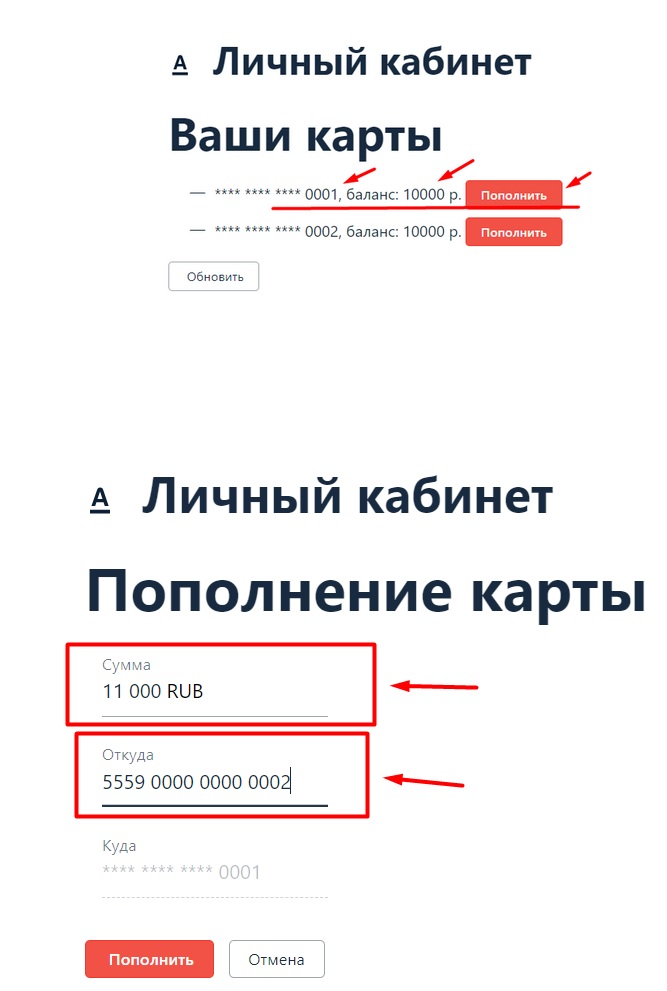 А Личный кабинет
Ваши карты
— **** **** **** 0001, баланс: 10000 р. Пополнить
— **** **** **** 0002, баланс: 10000 р. Пополнить
Обновить
А Личный кабинет
Пополнение карты
Сумма
11 000 RUB
Откуда
5559 0000 0000 0002
Куда
**** **** **** 0001
Пополнить Отмена